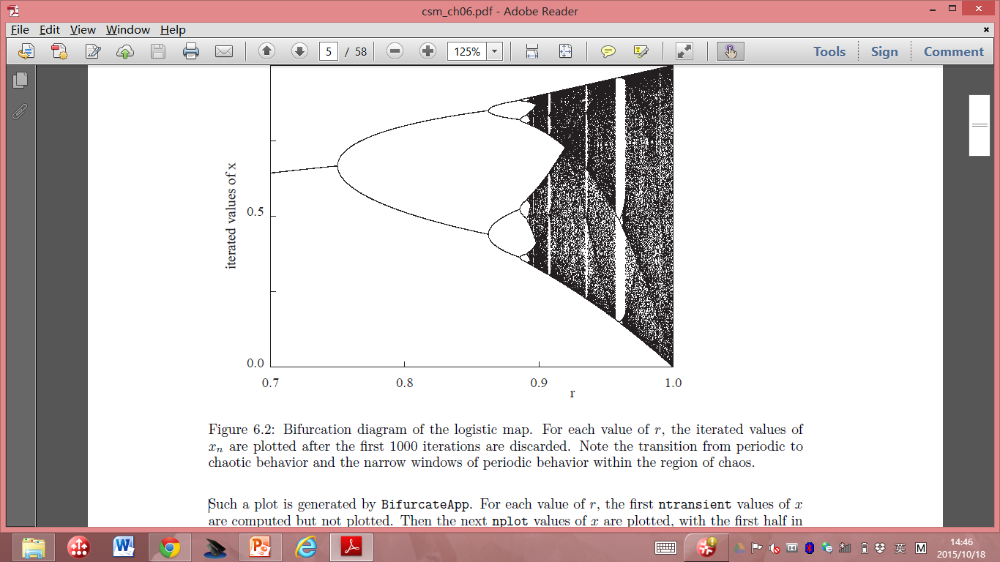 csm_ch06.pdf - Adobe Reader
File Edit View Window Help
5 / 58 125% Tools Sign Comment
iterated values of x
0.5
0.0
0.7 0.8 0.9 1.0
r
Figure 6.2: Bifurcation diagram of the logistic map. For each value of r, the iterated values of
xn are plotted after the first 1000 iterations are discarded. Note the transition from periodic to
chaotic behavior and the narrow windows of periodic behavior within the region of chaos.
Such a plot is generated by BifurcateApp. For each value of r, the first ntransient values of x
are computed but not plotted. Then the next nplot values of x are plotted, with the first half in
英 M 14:46
2015/10/18